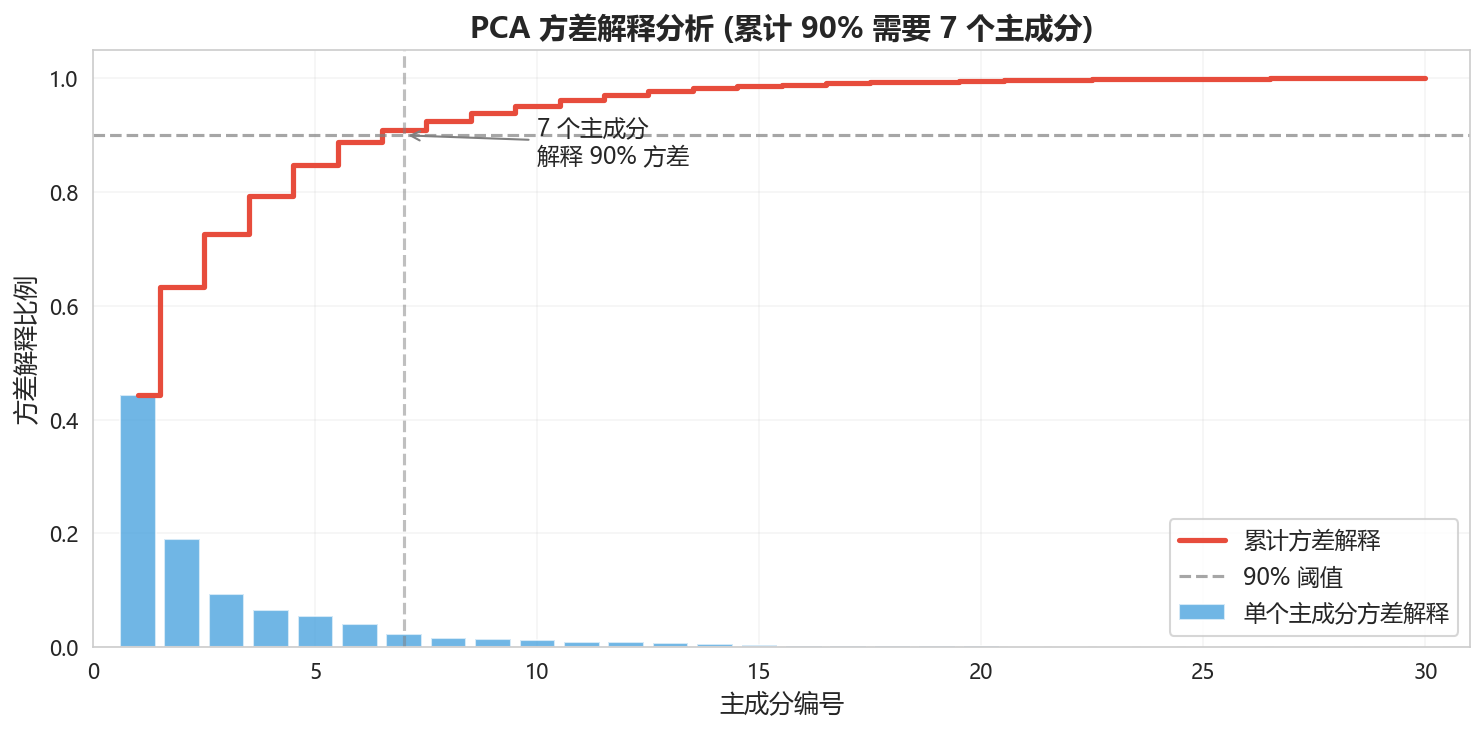 PCA 方差解释分析 (累计 90% 需要 7 个主成分)
1.0
0.8
0.6
0.4
0.2
0.0
方差解释比例
7 个主成分
解释 90% 方差
累计方差解释
90% 阈值
单个主成分方差解释
0 5 10 15 20 25 30
主成分编号